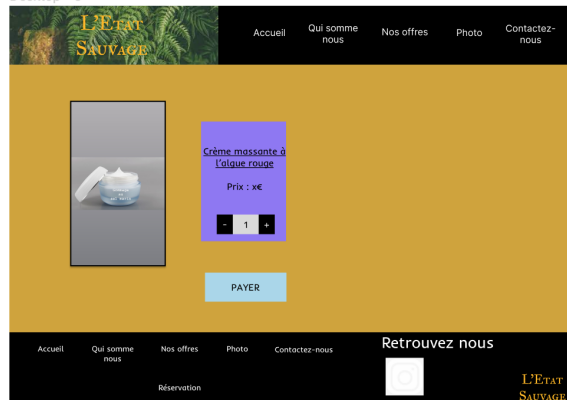 L'Etat
Sauvage
Accueil
Qui somme
nous
Nos offres
Photo
Contactez-
nous
Crème massante à
l'algue rouge
Prix : x€
- 1 +
PAYER
Accueil
Qui somme
nous
Nos offres
Photo
Contactez-nous
Réservation
Retrouvez nous
L'Etat
Sauvage